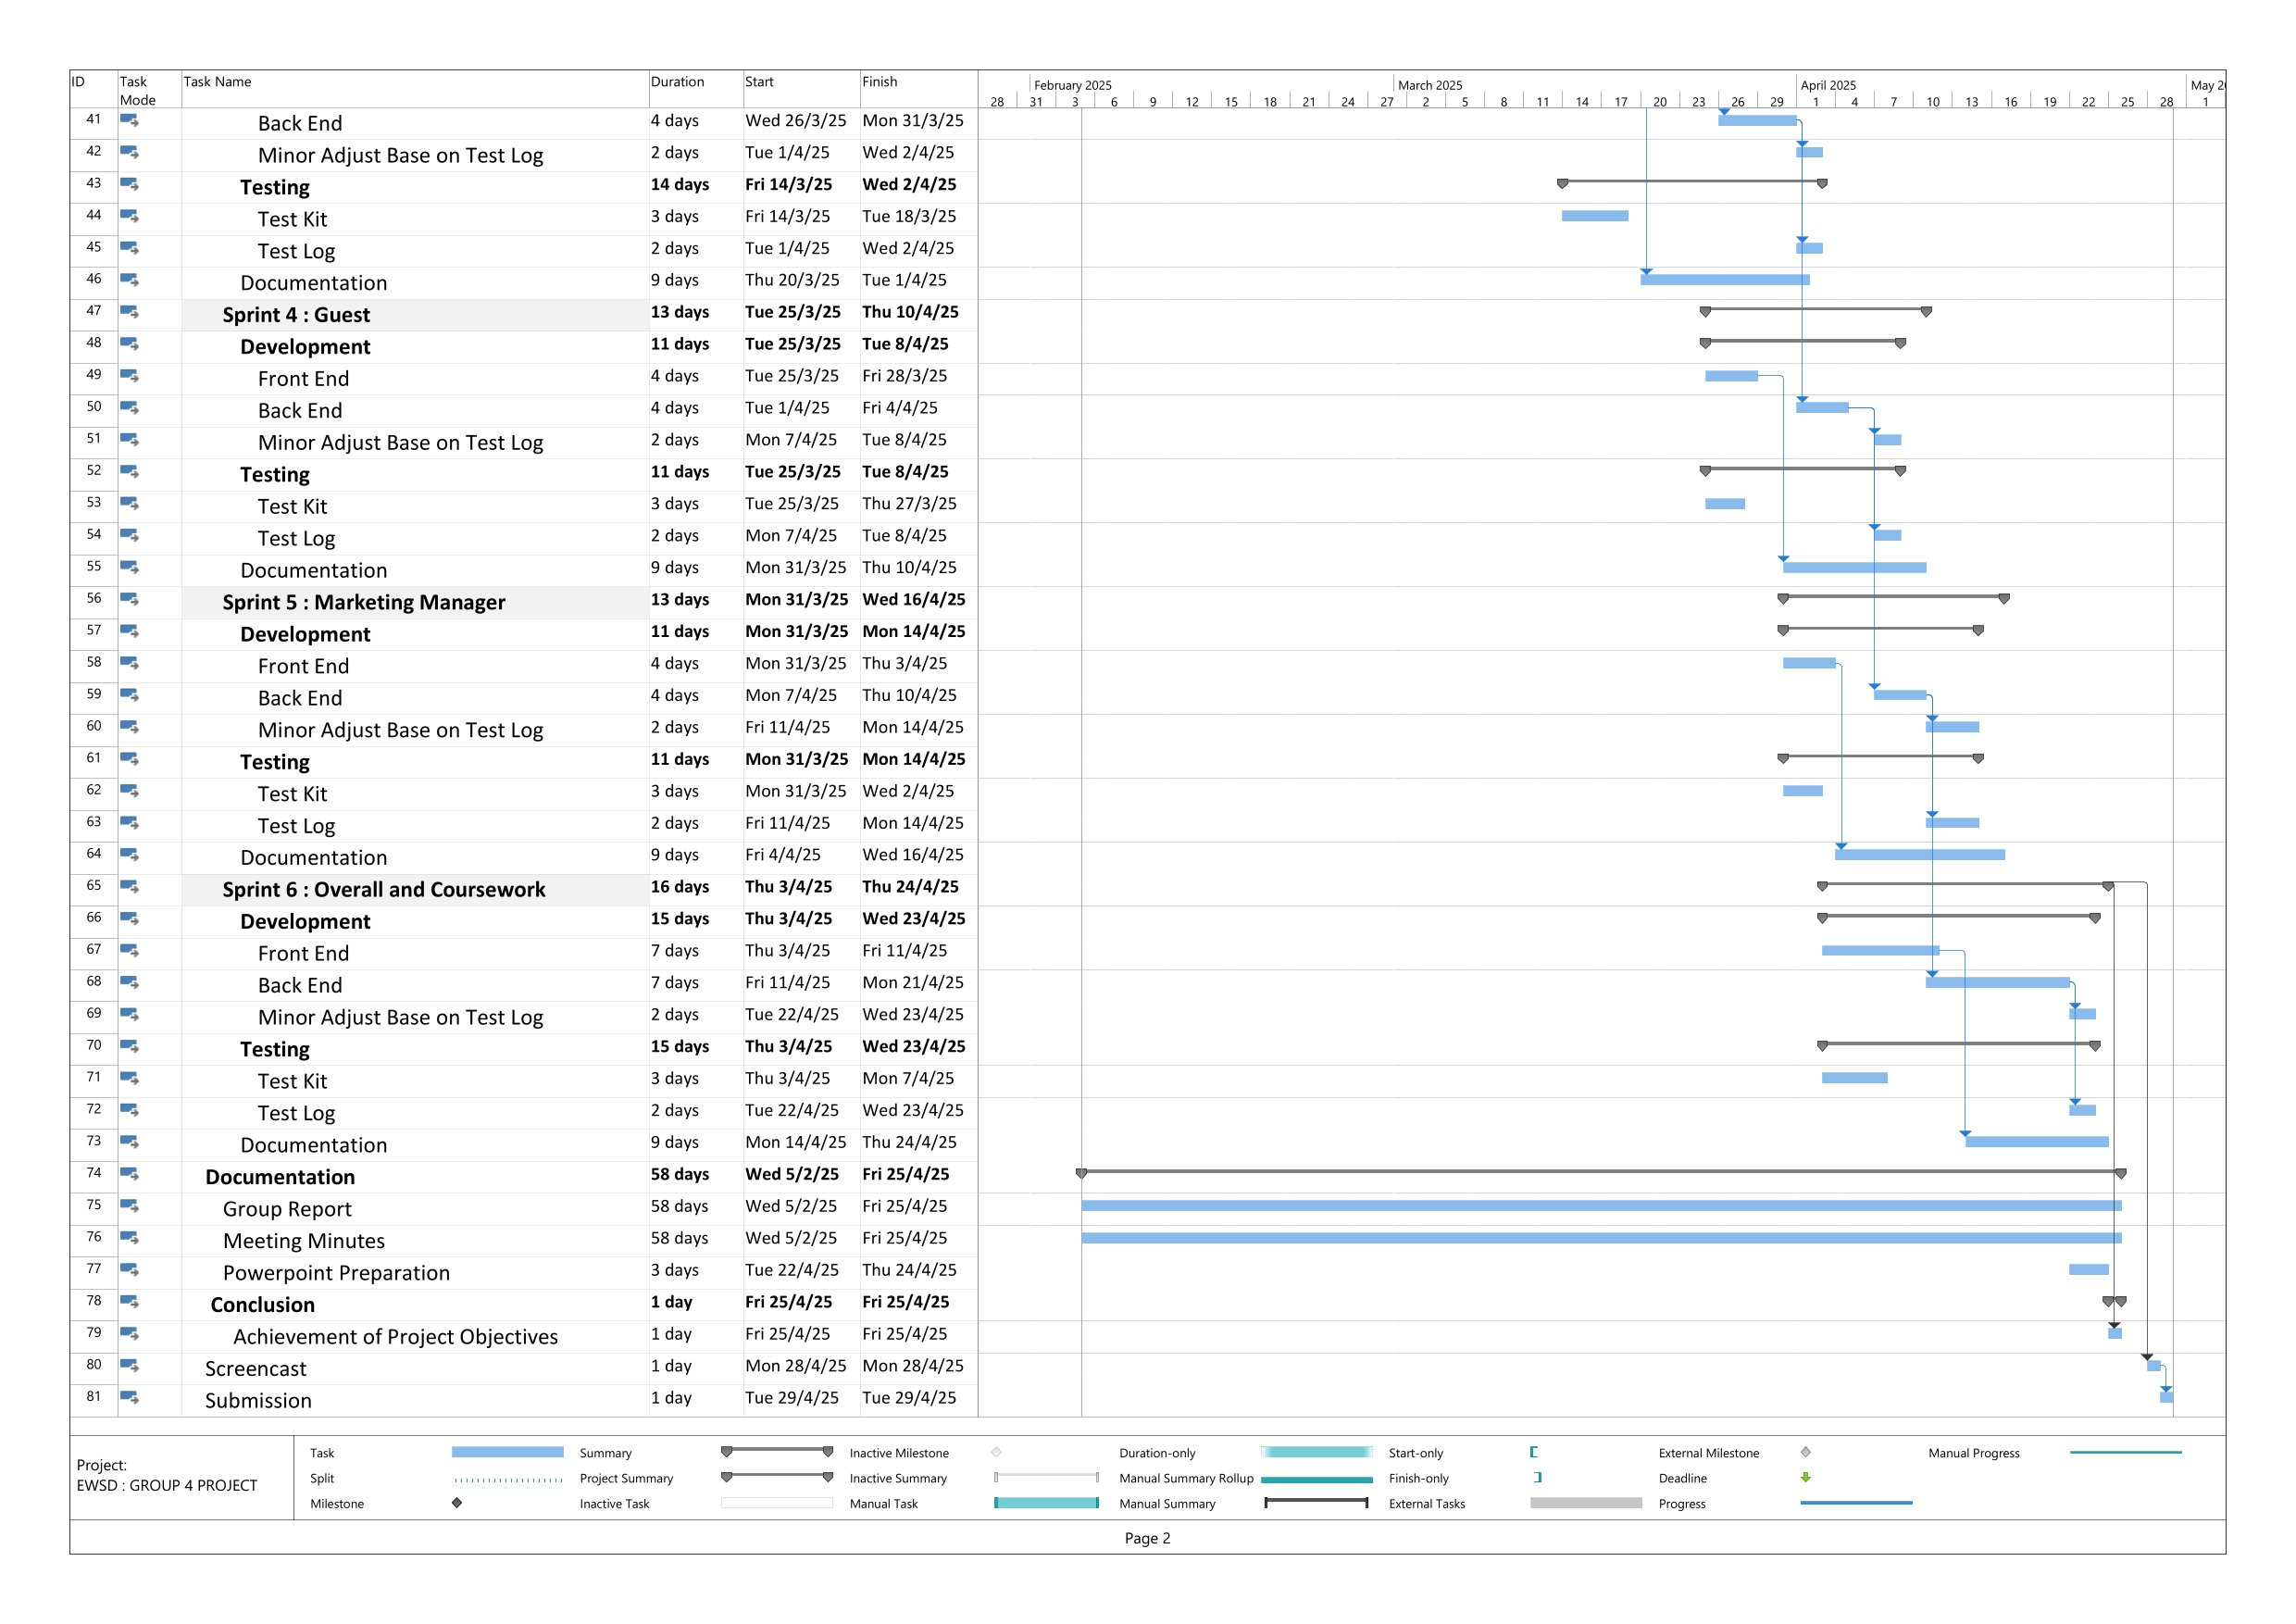 ID Task Mode Task Name Duration Start Finish
February 2025 March 2025 April 2025 May 20
28 31 3 6 9 12 15 18 21 24 27 2 5 8 11 14 17 20 23 26 29 1 4 7 10 13 16 19 22 25 28 1
41 Back End 4 days Wed 26/3/25 Mon 31/3/25
42 Minor Adjust Base on Test Log 2 days Tue 1/4/25 Wed 2/4/25
43 Testing 14 days Fri 14/3/25 Wed 2/4/25
44 Test Kit 3 days Fri 14/3/25 Tue 18/3/25
45 Test Log 2 days Tue 1/4/25 Wed 2/4/25
46 Documentation 9 days Thu 20/3/25 Tue 1/4/25
47 Sprint 4 : Guest 13 days Tue 25/3/25 Thu 10/4/25
48 Development 11 days Tue 25/3/25 Tue 8/4/25
49 Front End 4 days Tue 25/3/25 Fri 28/3/25
50 Back End 4 days Tue 1/4/25 Fri 4/4/25
51 Minor Adjust Base on Test Log 2 days Mon 7/4/25 Tue 8/4/25
52 Testing 11 days Tue 25/3/25 Tue 8/4/25
53 Test Kit 3 days Tue 25/3/25 Thu 27/3/25
54 Test Log 2 days Mon 7/4/25 Tue 8/4/25
55 Documentation 9 days Mon 31/3/25 Thu 10/4/25
56 Sprint 5 : Marketing Manager 13 days Mon 31/3/25 Wed 16/4/25
57 Development 11 days Mon 31/3/25 Mon 14/4/25
58 Front End 4 days Mon 31/3/25 Thu 3/4/25
59 Back End 4 days Mon 7/4/25 Thu 10/4/25
60 Minor Adjust Base on Test Log 2 days Fri 11/4/25 Mon 14/4/25
61 Testing 11 days Mon 31/3/25 Mon 14/4/25
62 Test Kit 3 days Mon 31/3/25 Wed 2/4/25
63 Test Log 2 days Fri 11/4/25 Mon 14/4/25
64 Documentation 9 days Fri 4/4/25 Wed 16/4/25
65 Sprint 6 : Overall and Coursework 16 days Thu 3/4/25 Thu 24/4/25
66 Development 15 days Thu 3/4/25 Wed 23/4/25
67 Front End 7 days Thu 3/4/25 Fri 11/4/25
68 Back End 7 days Fri 11/4/25 Mon 21/4/25
69 Minor Adjust Base on Test Log 2 days Tue 22/4/25 Wed 23/4/25
70 Testing 15 days Thu 3/4/25 Wed 23/4/25
71 Test Kit 3 days Thu 3/4/25 Mon 7/4/25
72 Test Log 2 days Tue 22/4/25 Wed 23/4/25
73 Documentation 9 days Mon 14/4/25 Thu 24/4/25
74 Documentation 58 days Wed 5/2/25 Fri 25/4/25
75 Group Report 58 days Wed 5/2/25 Fri 25/4/25
76 Meeting Minutes 58 days Wed 5/2/25 Fri 25/4/25
77 Powerpoint Preparation 3 days Tue 22/4/25 Thu 24/4/25
78 Conclusion 1 day Fri 25/4/25 Fri 25/4/25
79 Achievement of Project Objectives 1 day Fri 25/4/25 Fri 25/4/25
80 Screencast 1 day Mon 28/4/25 Mon 28/4/25
81 Submission 1 day Tue 29/4/25 Tue 29/4/25
Project:
EWSD : GROUP 4 PROJECT
Task Summary Inactive Milestone Duration-only Start-only External Milestone Manual Progress
Split Project Summary Inactive Summary Manual Summary Rollup Finish-only Deadline
Milestone Inactive Task Manual Task Manual Summary External Tasks Progress
Page 2